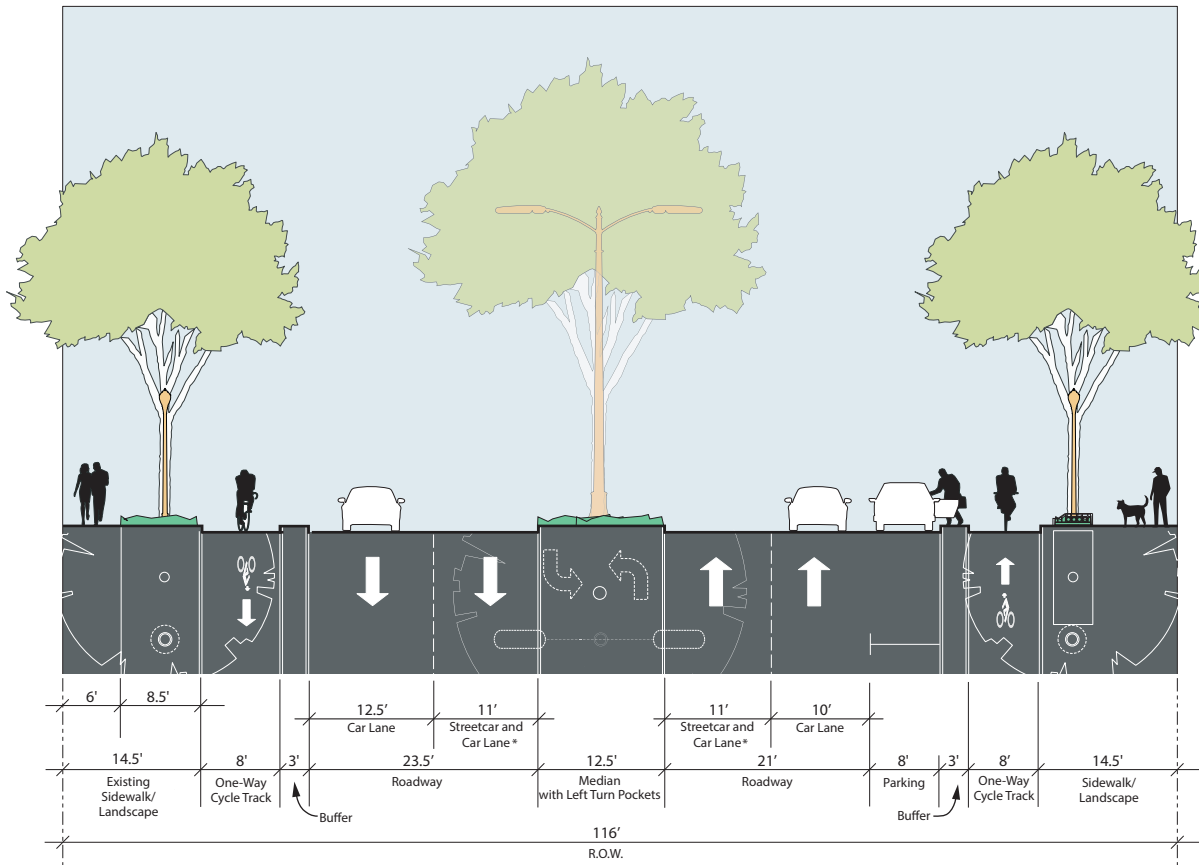 6' 8.5' 12.5’ 11’ 11’ 10’
Car Lane Streetcar and Car Lane * Streetcar and Car Lane* Car Lane
14.5' 8' 3' 23.5’ 12.5’ 21’ 8' 3' 8' 14.5'
Existing
Sidewalk/
Landscape
One-Way
Cycle Track
Buffer
Roadway
Median
with Left Turn Pockets
Roadway
Parking
Buffer
One-Way
Cycle Track
Sidewalk/
Landscape
116’
R.O.W.